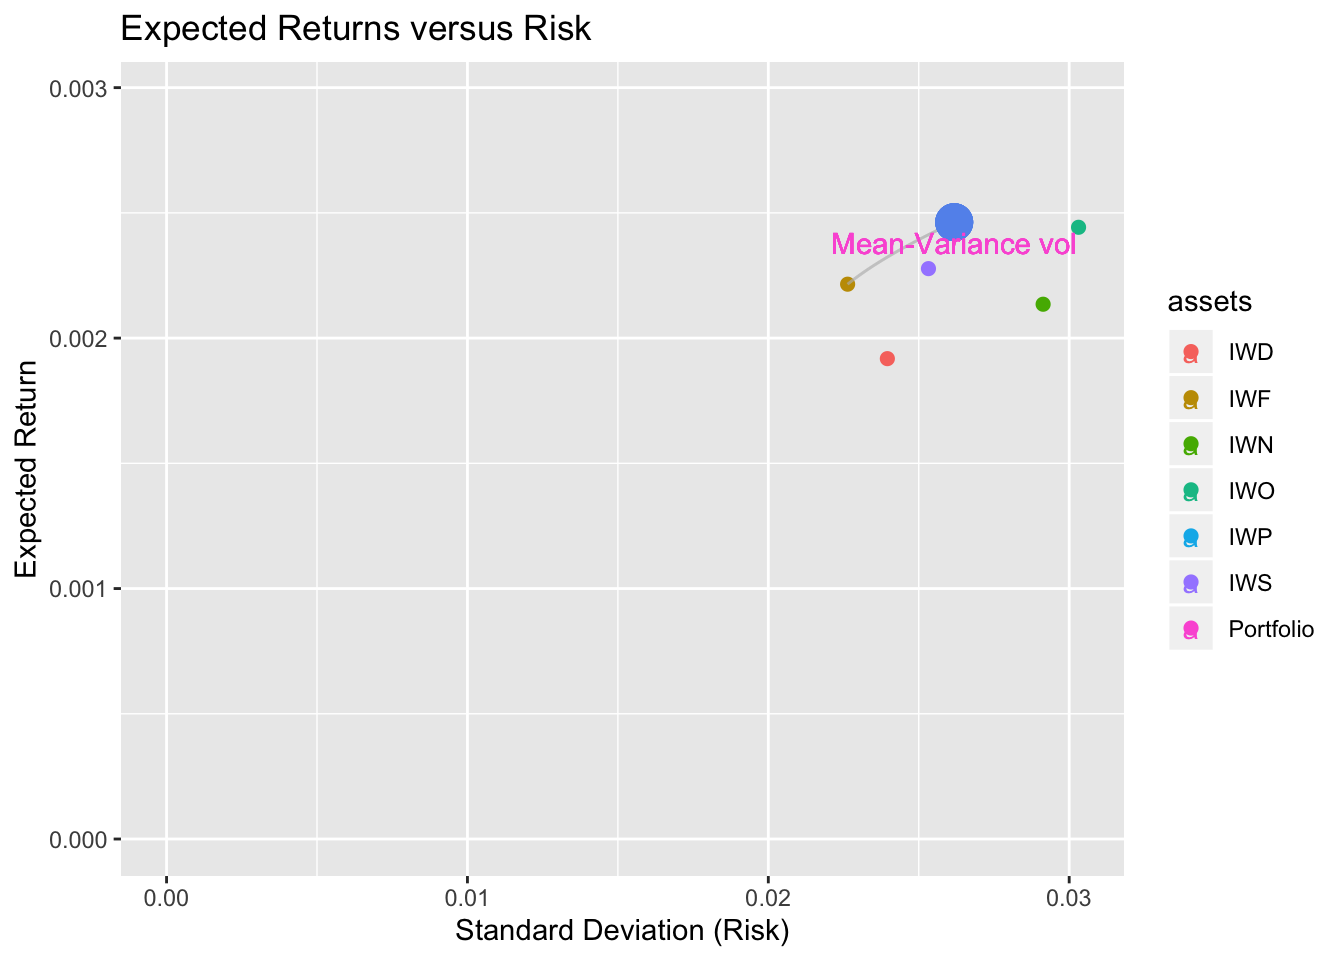 Expected Returns versus Risk
0.003
0.002
0.001
0.000
Expected Return
Mean-Variance vol
0.00 0.01 0.02 0.03
Standard Deviation (Risk)
assets
a IWD
a IWF
a IWN
a IWO
a IWP
a IWS
a Portfolio